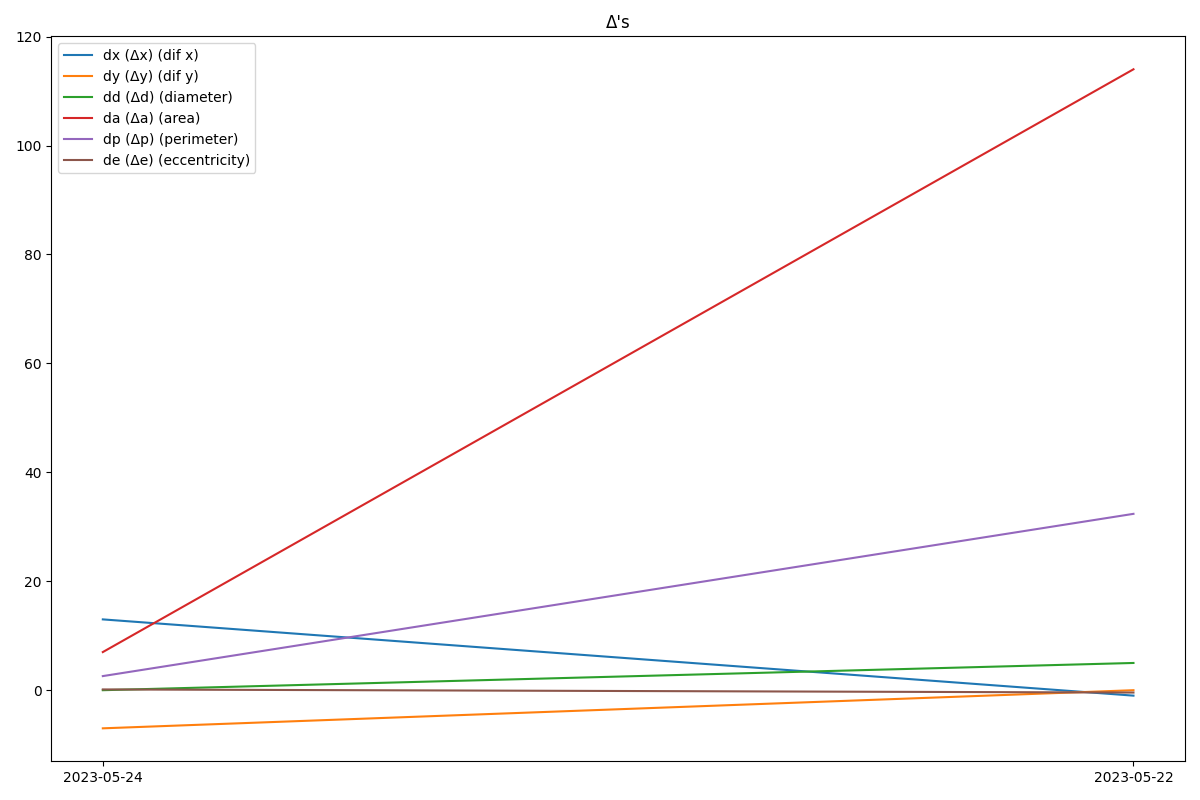 Δ's
120
dx (Δx) (dif x)
dy (Δy) (dif y)
dd (Δd) (diameter)
da (Δa) (area)
dp (Δp) (perimeter)
de (Δe) (eccentricity)
100
80
60
40
20
0
2023-05-24
2023-05-22